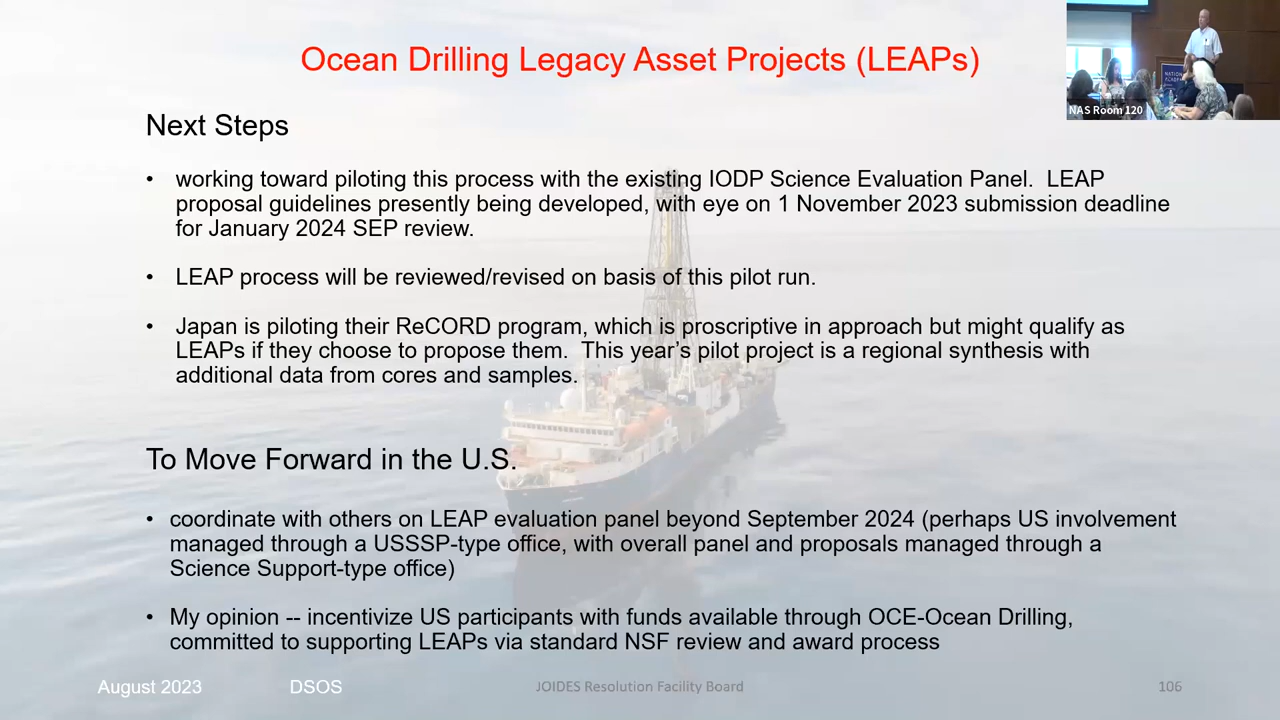 Ocean Drilling Legacy Asset Projects (LEAPs)
NAS Room 120
Next Steps
• working toward piloting this process with the existing IODP Science Evaluation Panel. LEAP
proposal guidelines presently being developed, with eye on 1 November 2023 submission deadline
for January 2024 SEP review.
• LEAP process will be reviewed/revised on basis of this pilot run.
• Japan is piloting their ReCORD program, which is proscriptive in approach but might qualify as
LEAPs if they choose to propose them. This year's pilot project is a regional synthesis with
additional data from cores and samples.
To Move Forward in the U.S.
• coordinate with others on LEAP evaluation panel beyond September 2024 (perhaps US involvement
managed through a USSSP-type office, with overall panel and proposals managed through a
Science Support-type office)
• My opinion -- incentivize US participants with funds available through OCE-Ocean Drilling,
committed to supporting LEAPs via standard NSF review and award process
August 2023 DSOS JOIDES Resolution Facility Board 106